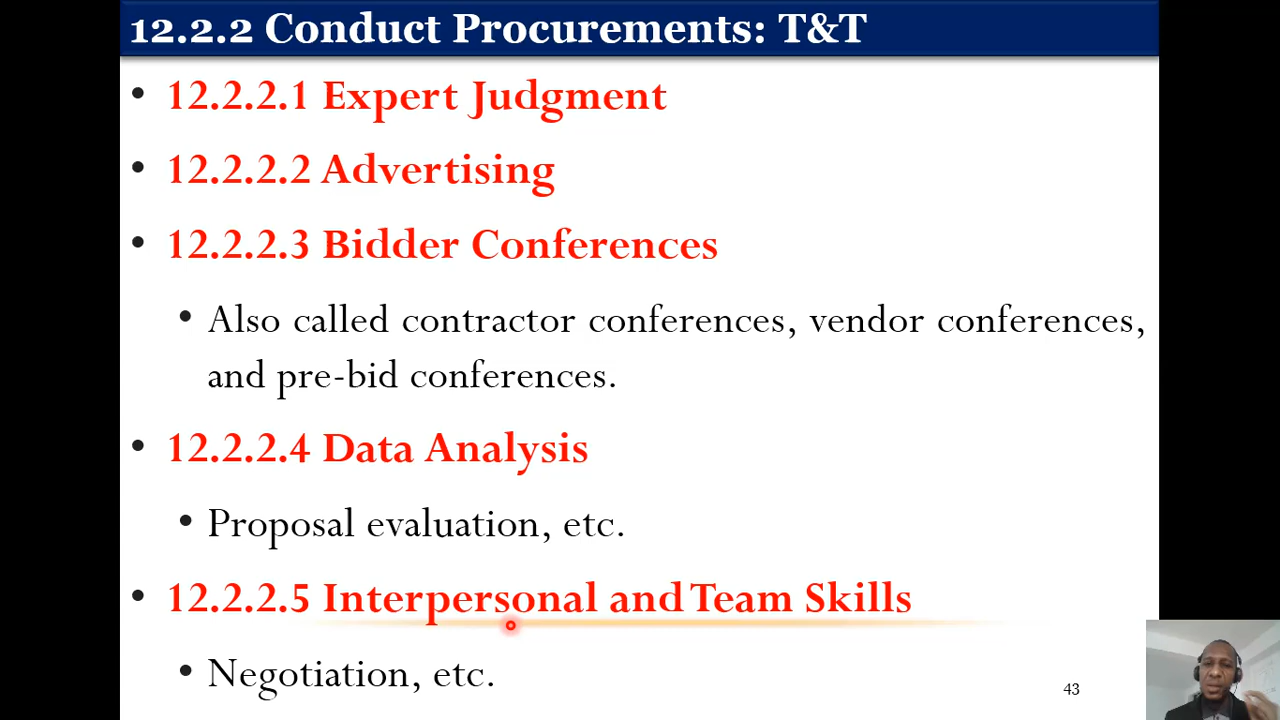 12.2.2 Conduct Procurements: T&T
• 12.2.2.1 Expert Judgment
• 12.2.2.2 Advertising
• 12.2.2.3 Bidder Conferences
• Also called contractor conferences, vendor conferences,
and pre-bid conferences.
• 12.2.2.4 Data Analysis
• Proposal evaluation, etc.
• 12.2.2.5 Interpersonal and Team Skills
• Negotiation, etc.
43